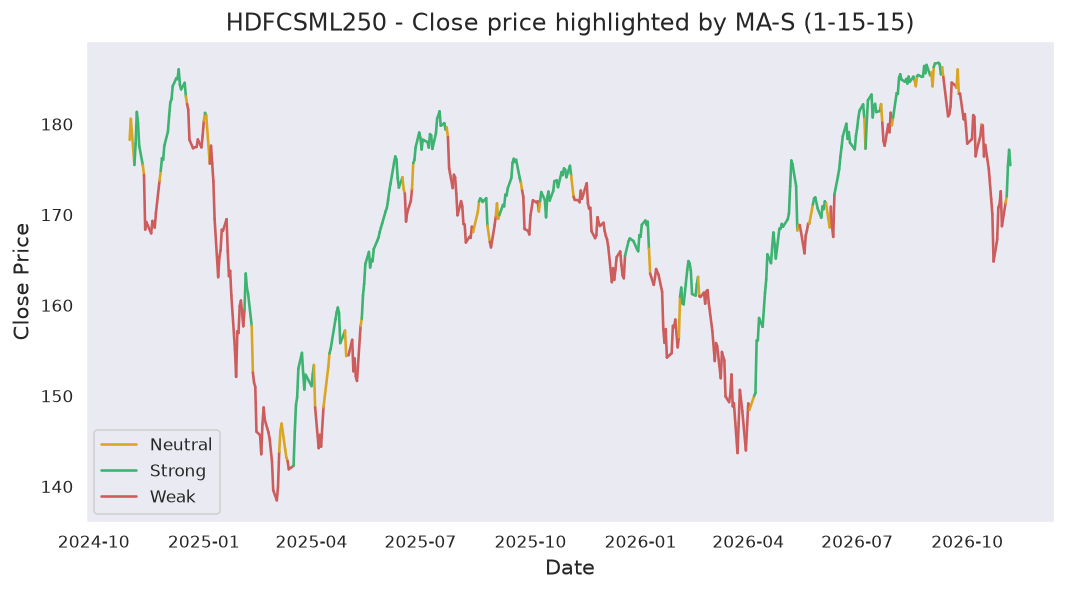 HDFCSML250 - Close price highlighted by MA-S (1-15-15)
Close Price
180
170
160
150
140
Neutral
Strong
Weak
2024-10 2025-01 2025-04 2025-07 2025-10 2026-01 2026-04 2026-07 2026-10
Date